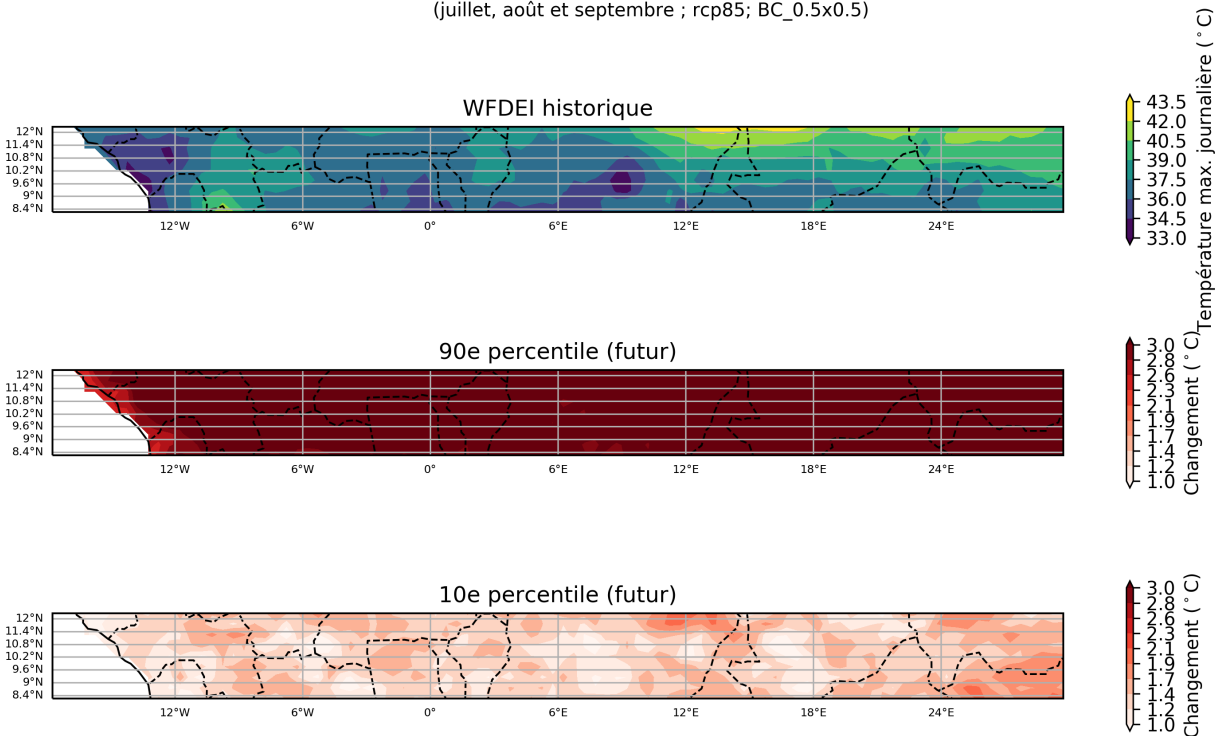 (juillet, août et septembre ; rcp85; BC_0.5x0.5)
WFDEI historique
12°N
11.4°N
10.8°N
10.2°N
9.6°N
9°N
8.4°N
12°W 6°W 0° 6°E 12°E 18°E 24°E
43.5
42.0
40.5
39.0
37.5
36.0
34.5
33.0
Température max. journalière (°C)
90e percentile (futur)
12°N
11.4°N
10.8°N
10.2°N
9.6°N
9°N
8.4°N
12°W 6°W 0° 6°E 12°E 18°E 24°E
3.0
2.8
2.6
2.3
2.1
1.9
1.7
1.4
1.2
1.0
Changement (°C)
10e percentile (futur)
12°N
11.4°N
10.8°N
10.2°N
9.6°N
9°N
8.4°N
12°W 6°W 0° 6°E 12°E 18°E 24°E
3.0
2.8
2.6
2.3
2.1
1.9
1.7
1.4
1.2
1.0
Changement (°C)